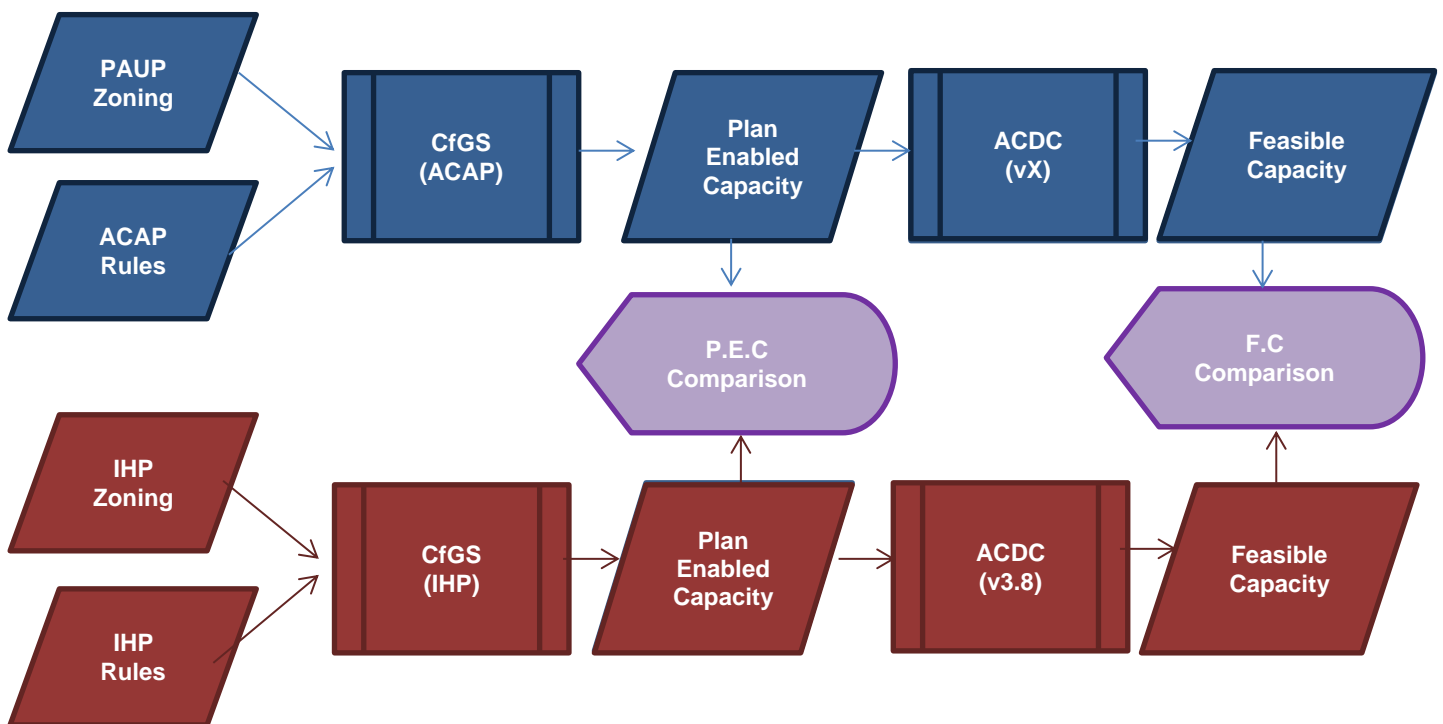 PAUP
Zoning
ACAP
Rules
CfGS
(ACAP)
Plan
Enabled
Capacity
ACDC
(vX)
Feasible
Capacity
P.E.C
Comparison
F.C
Comparison
IHP
Zoning
IHP
Rules
CfGS
(IHP)
Plan
Enabled
Capacity
ACDC
(v3.8)
Feasible
Capacity